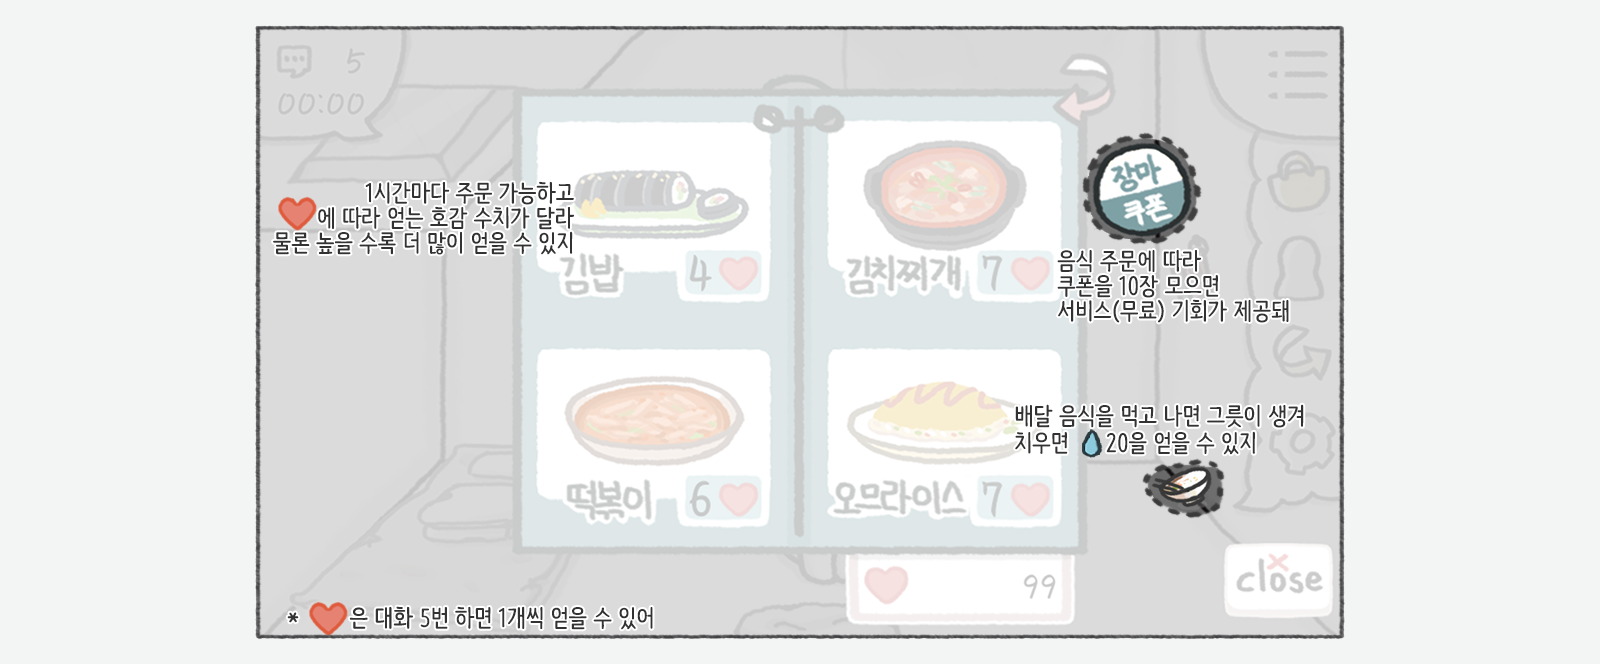 5
00:00
1시간마다 주문 가능하고
에 따라 얻는 호감 수치가 달라
물론 높을 수록 더 많이 얻을 수 있지
김밥
4
김치찌개
7
장마
쿠폰
음식 주문에 따라
쿠폰을 10장 모으면
서비스(무료) 기회가 제공돼
떡볶이
6
오므라이스
7
배달 음식을 먹고 나면 그릇이 생겨
치우면 20을 얻을 수 있지
99
close
* 은 대화 5번 하면 1개씩 얻을 수 있어